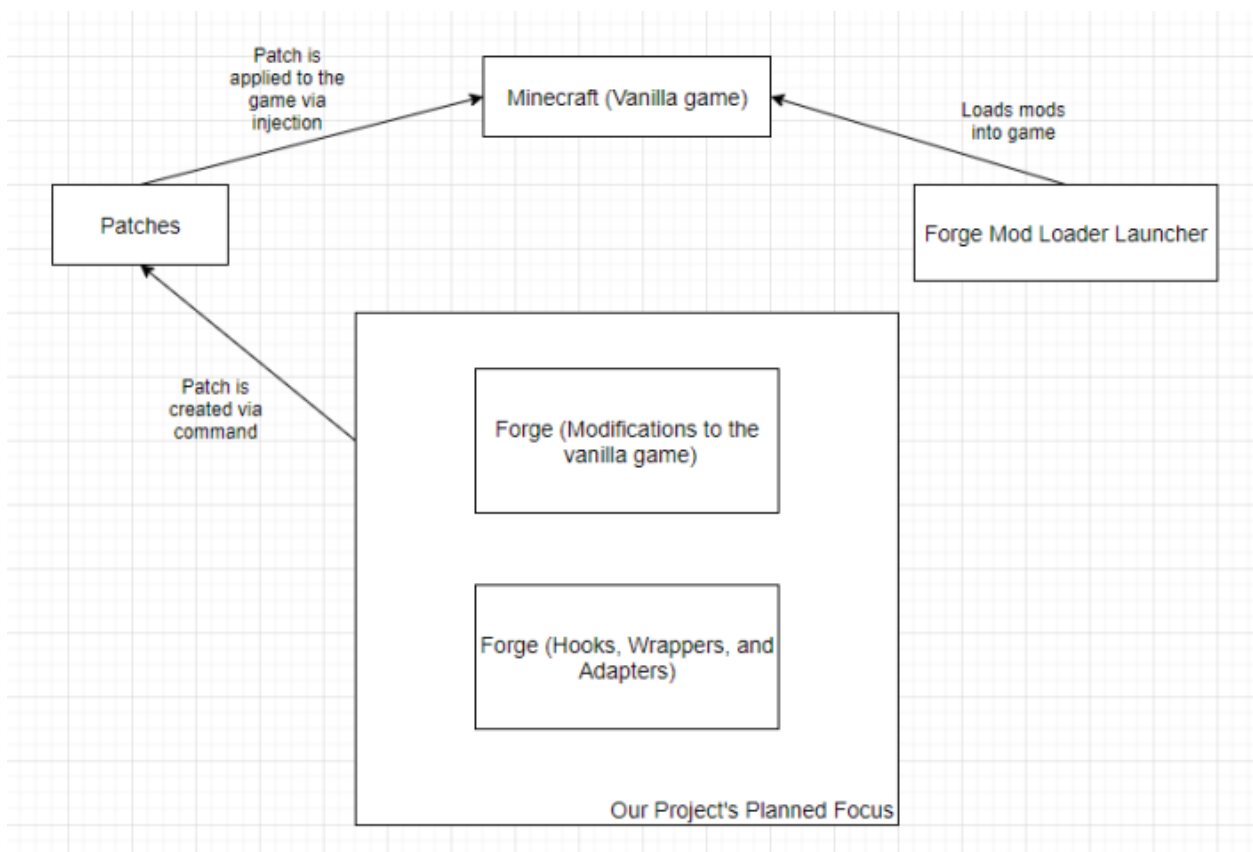 Patch is
applied to the
game via
injection
Minecraft (Vanilla game)
Loads mods
into game
Patches
Forge Mod Loader Launcher
Patch is
created via
command
Forge (Modifications to the
vanilla game)
Forge (Hooks, Wrappers, and
Adapters)
Our Project's Planned Focus